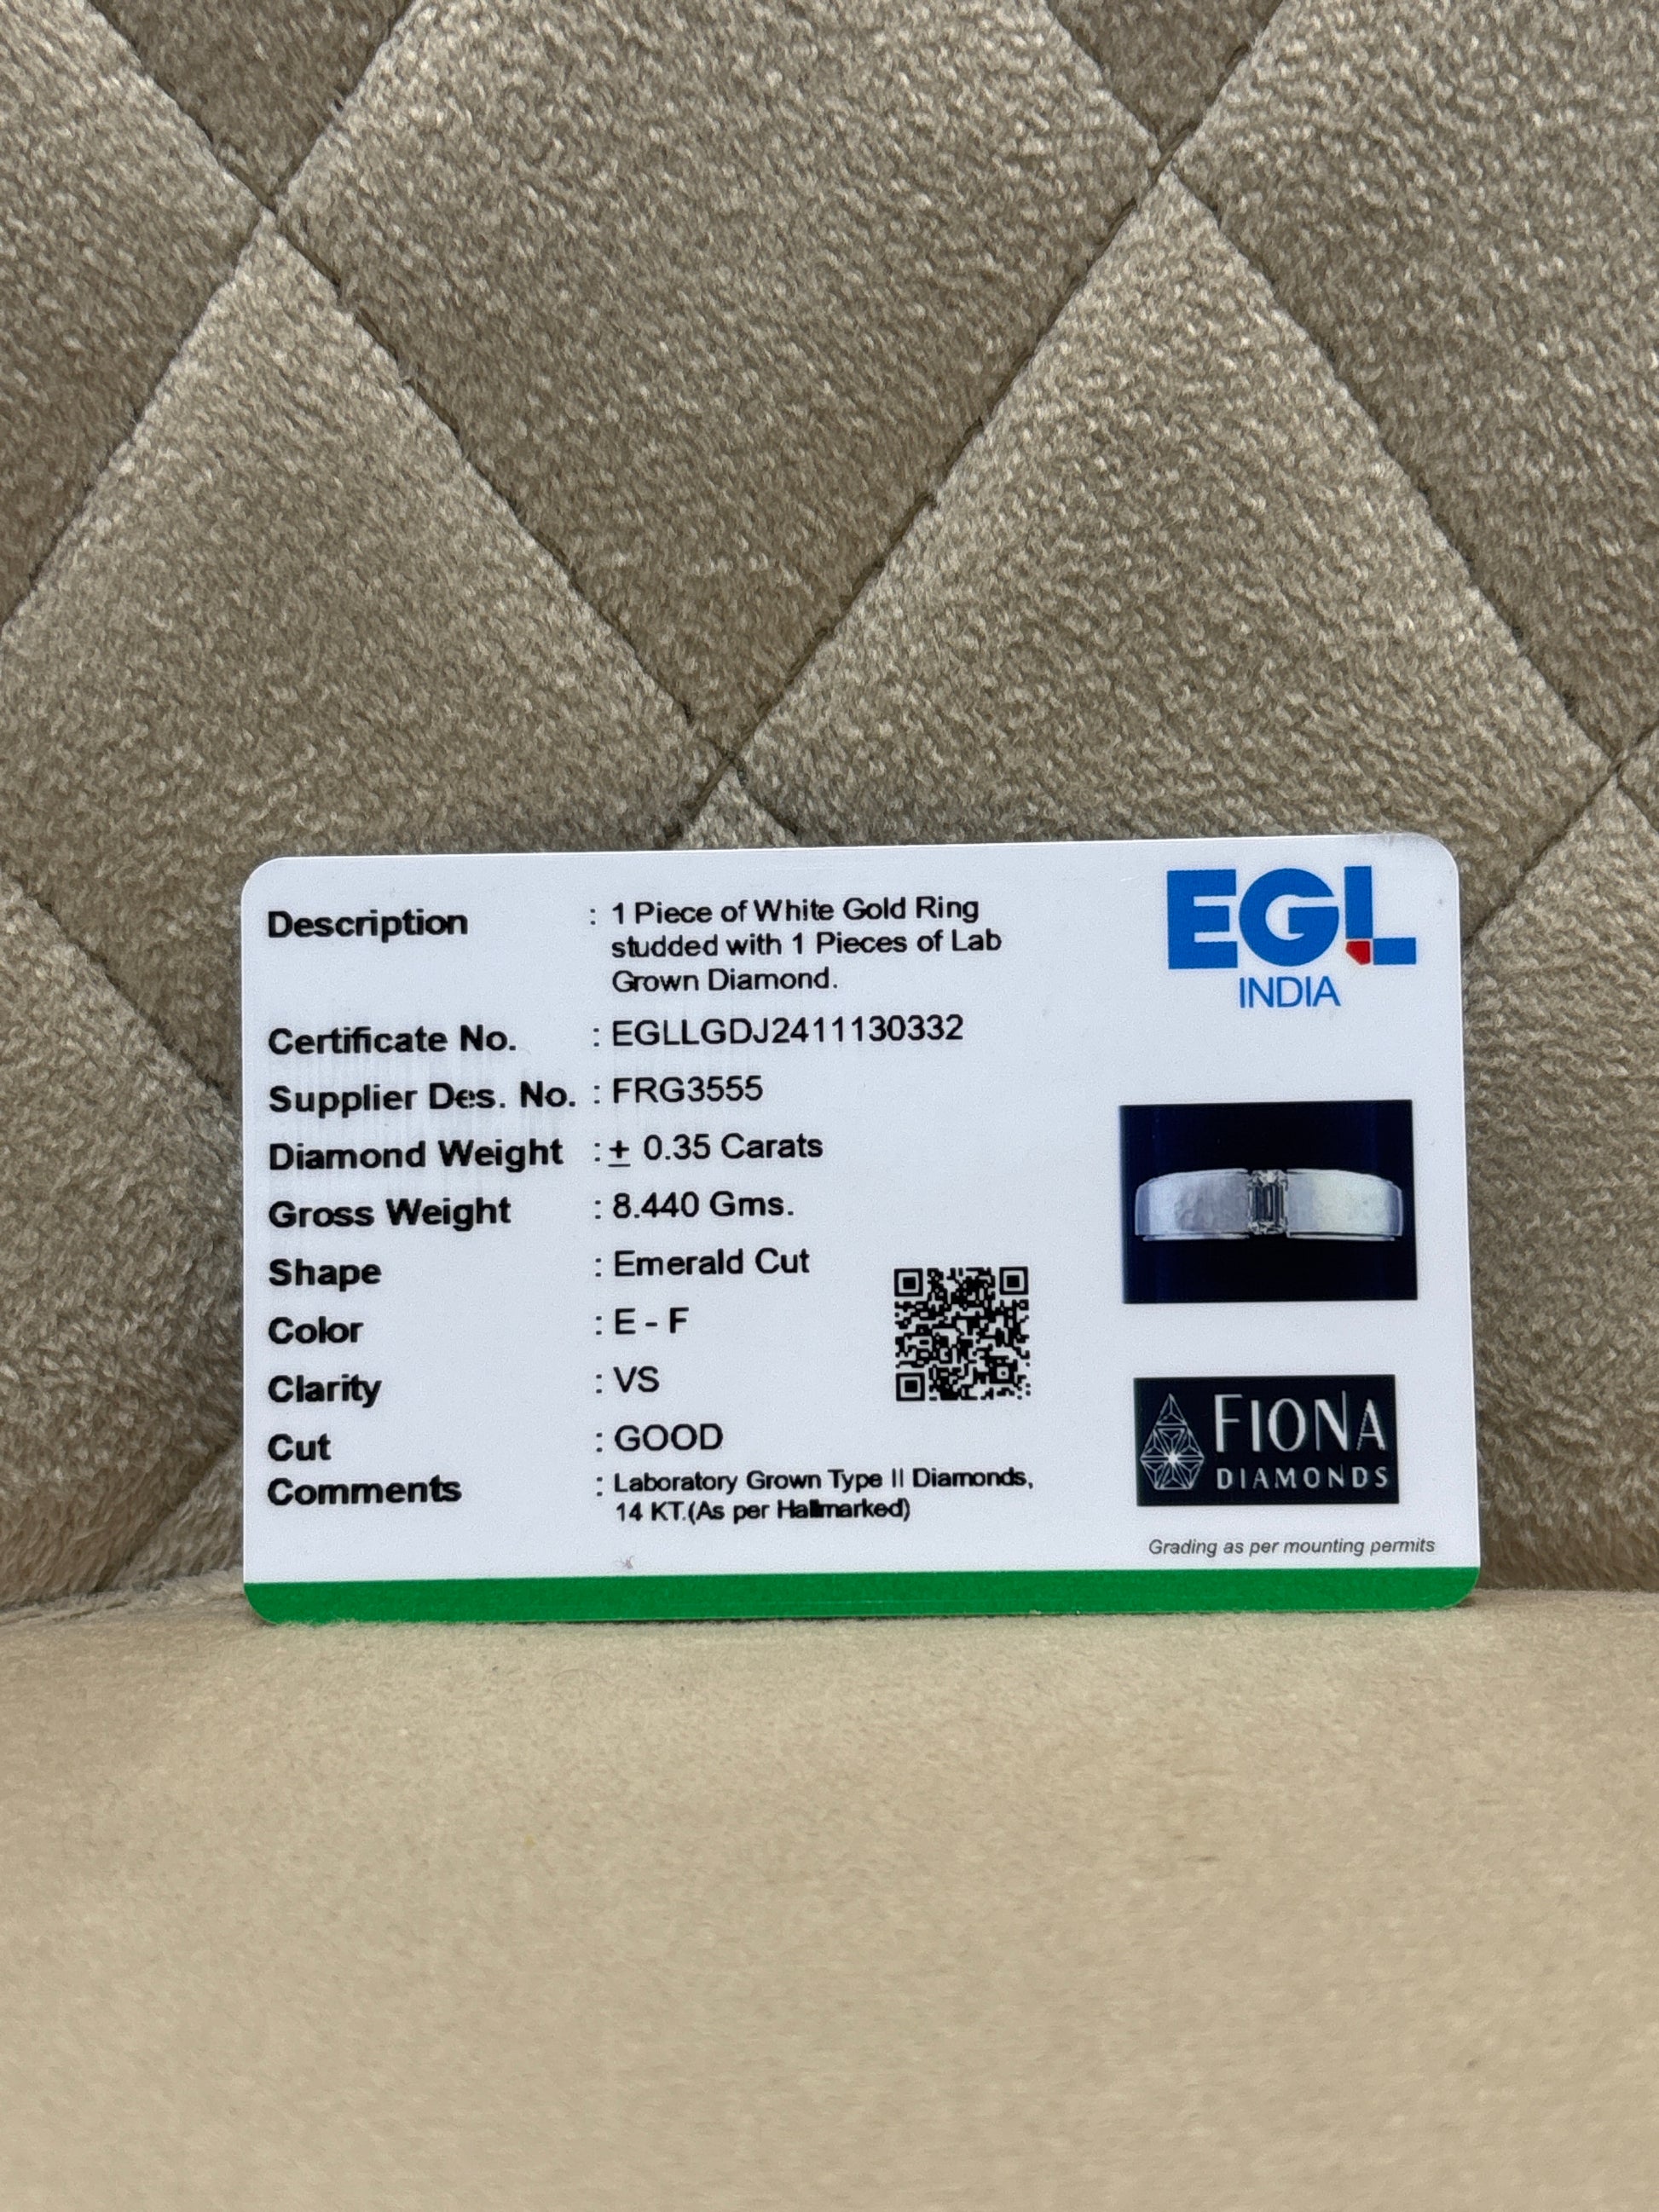 EGL
INDIA
Description : 1 Piece of White Gold Ring
studded with 1 Pieces of Lab
Grown Diamond.
Certificate No. : EGLLGDJ2411130332
Supplier Des. No. : FRG3555
Diamond Weight : ± 0.35 Carats
Gross Weight : 8.440 Gms.
Shape : Emerald Cut
Color : E - F
Clarity : VS
Cut : GOOD
Comments : Laboratory Grown Type II Diamonds,
14 KT.(As per Hallmarked)
FIONA
DIAMONDS
Grading as per mounting permits